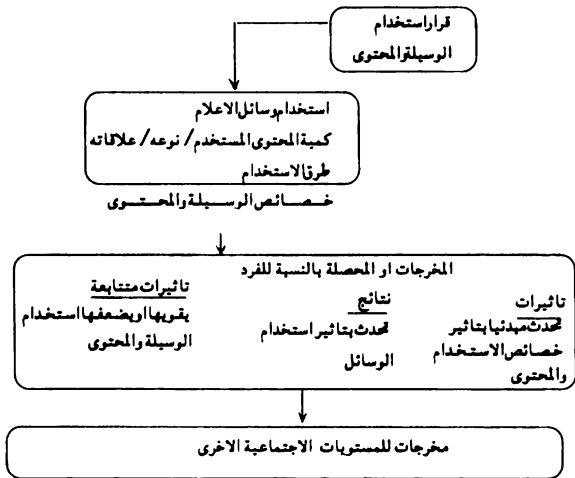 قرار استخدام
الوسيلة والمحتوى
استخدام وسائل الاعلام
كمية المحتوى المستخدم / نوعه / علاقاته
طرق الاستخدام
خصائص الوسيلة والمحتوى
المخرجات او المحصلة بالنسبة للفرد
تاثيرات
تحدث مبدئيا بتاثير
خصائص الاستخدام
والمحتوى
نتائج
تحدث بتاثير استخدام
الوسائل
تاثيرات متتابعة
يقويها او يضعفها استخدام
الوسيلة والمحتوى
مخرجات للمستويات الاجتماعية الاخرى